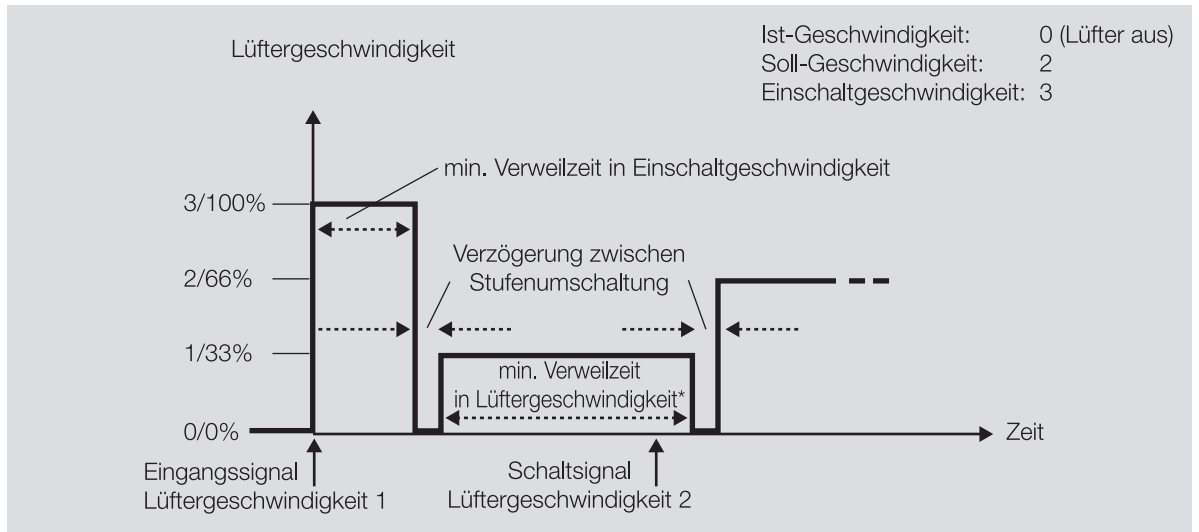 Lüftergeschwindigkeit
Ist-Geschwindigkeit: 0 (Lüfter aus)
Soll-Geschwindigkeit: 2
Einschaltgeschwindigkeit: 3
min. Verweilzeit in Einschaltgeschwindigkeit
3/100%
Verzögerung zwischen
Stufenumschaltung
2/66%
1/33%
min. Verweilzeit
in Lüftergeschwindigkeit*
0/0%
Zeit
Eingangssignal
Lüftergeschwindigkeit 1
Schaltsignal
Lüftergeschwindigkeit 2